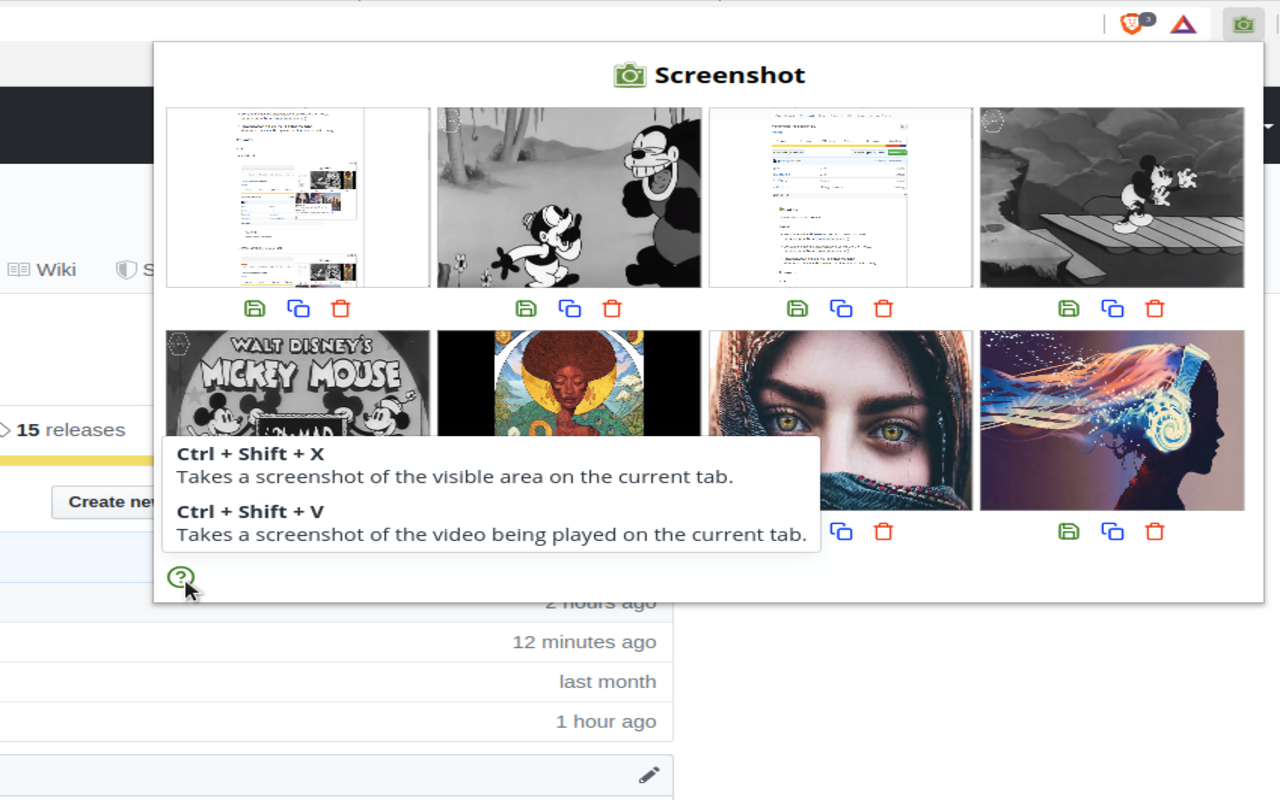 3
Screenshot
Wiki
S
WALT DISNEY'S
MICKEY MOUSE
15 releases
Ctrl + Shift + X
Takes a screenshot of the visible area on the current tab.
Create new
Ctrl + Shift + V
Takes a screenshot of the video being played on the current tab.
?
2 hours ago
12 minutes ago
last month
1 hour ago